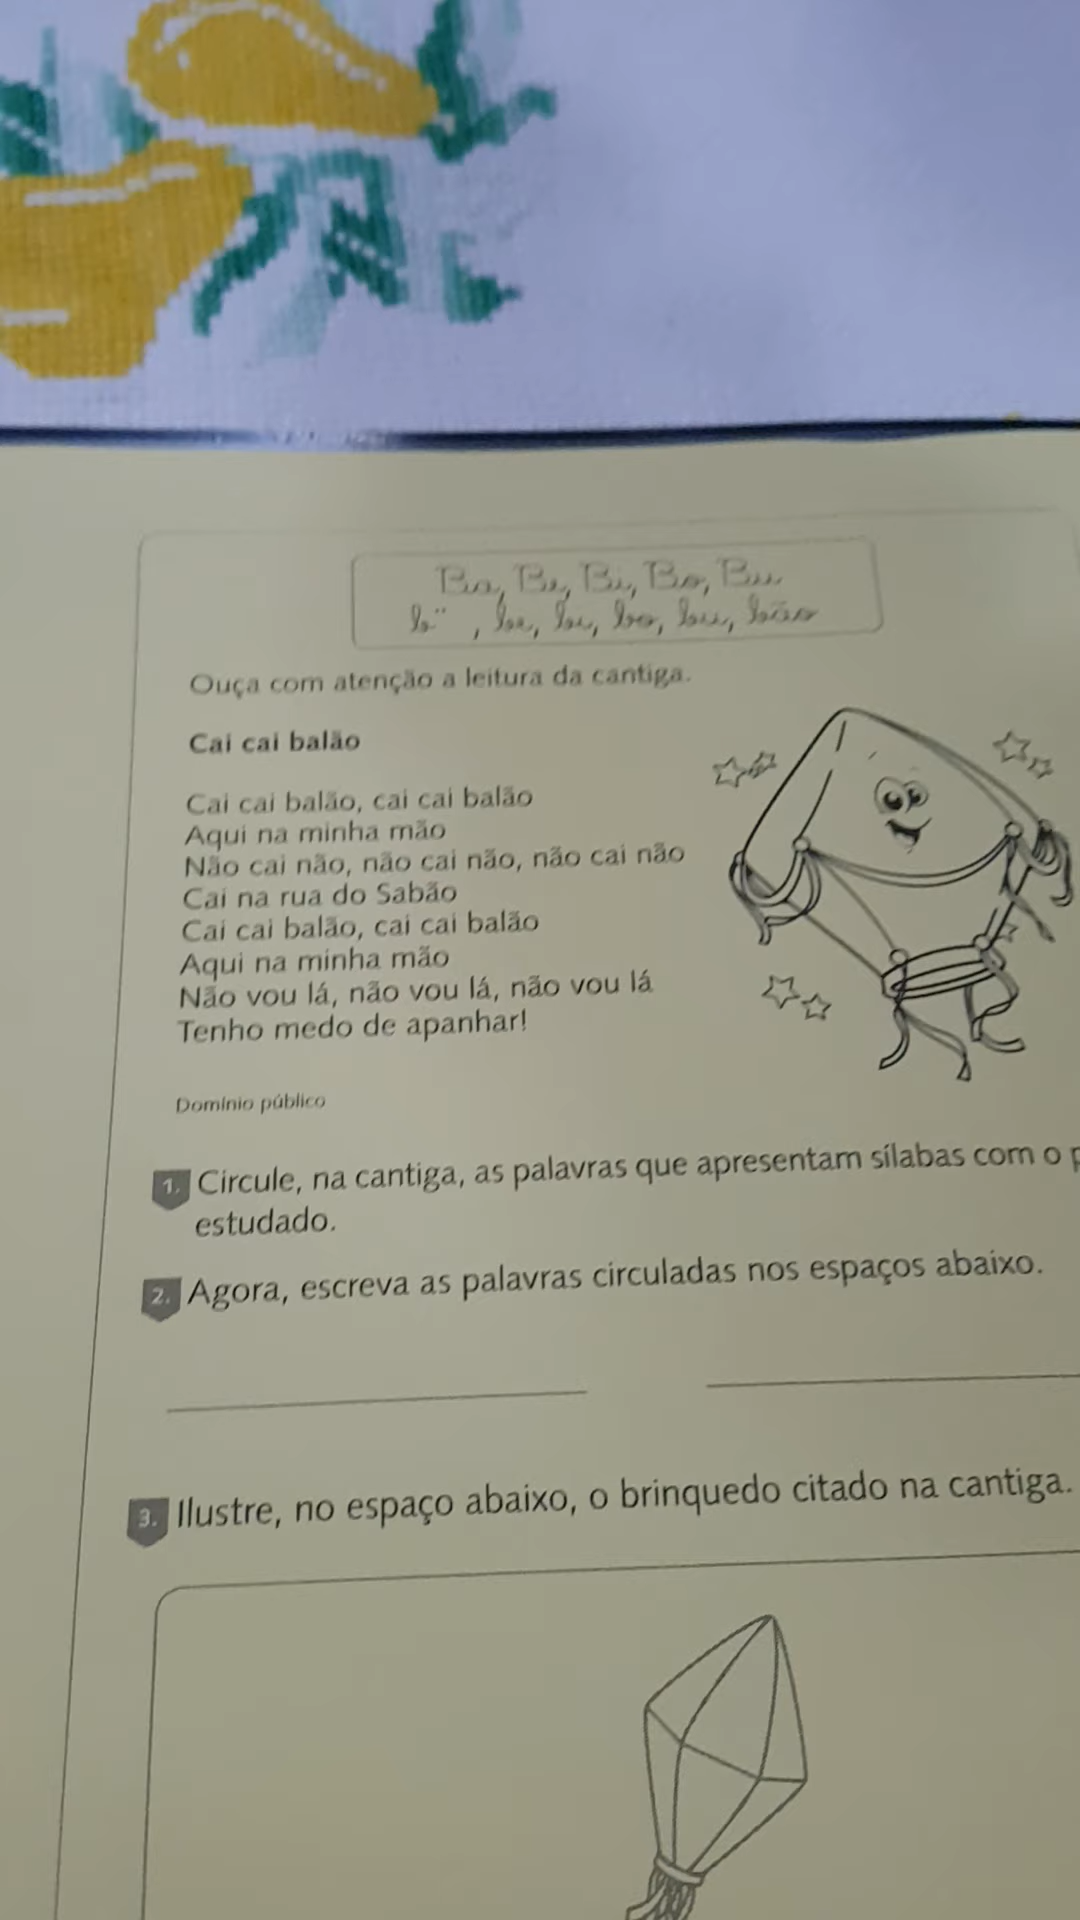 Ba, Be, Bi, Bo, Bu
be, bi, bo, bu, bão
Ouça com atenção a leitura da cantiga.
Cai cai balão
Cai cai balão, cai cai balão
Aqui na minha mão
Não cai não, não cai não, não cai não
Cai na rua do Sabão
Cai cai balão, cai cai balão
Aqui na minha mão
Não vou lá, não vou lá, não vou lá
Tenho medo de apanhar!
Domínio público
1. Circule, na cantiga, as palavras que apresentam sílabas com o
estudado.
2. Agora, escreva as palavras circuladas nos espaços abaixo.
3. Ilustre, no espaço abaixo, o brinquedo citado na cantiga.